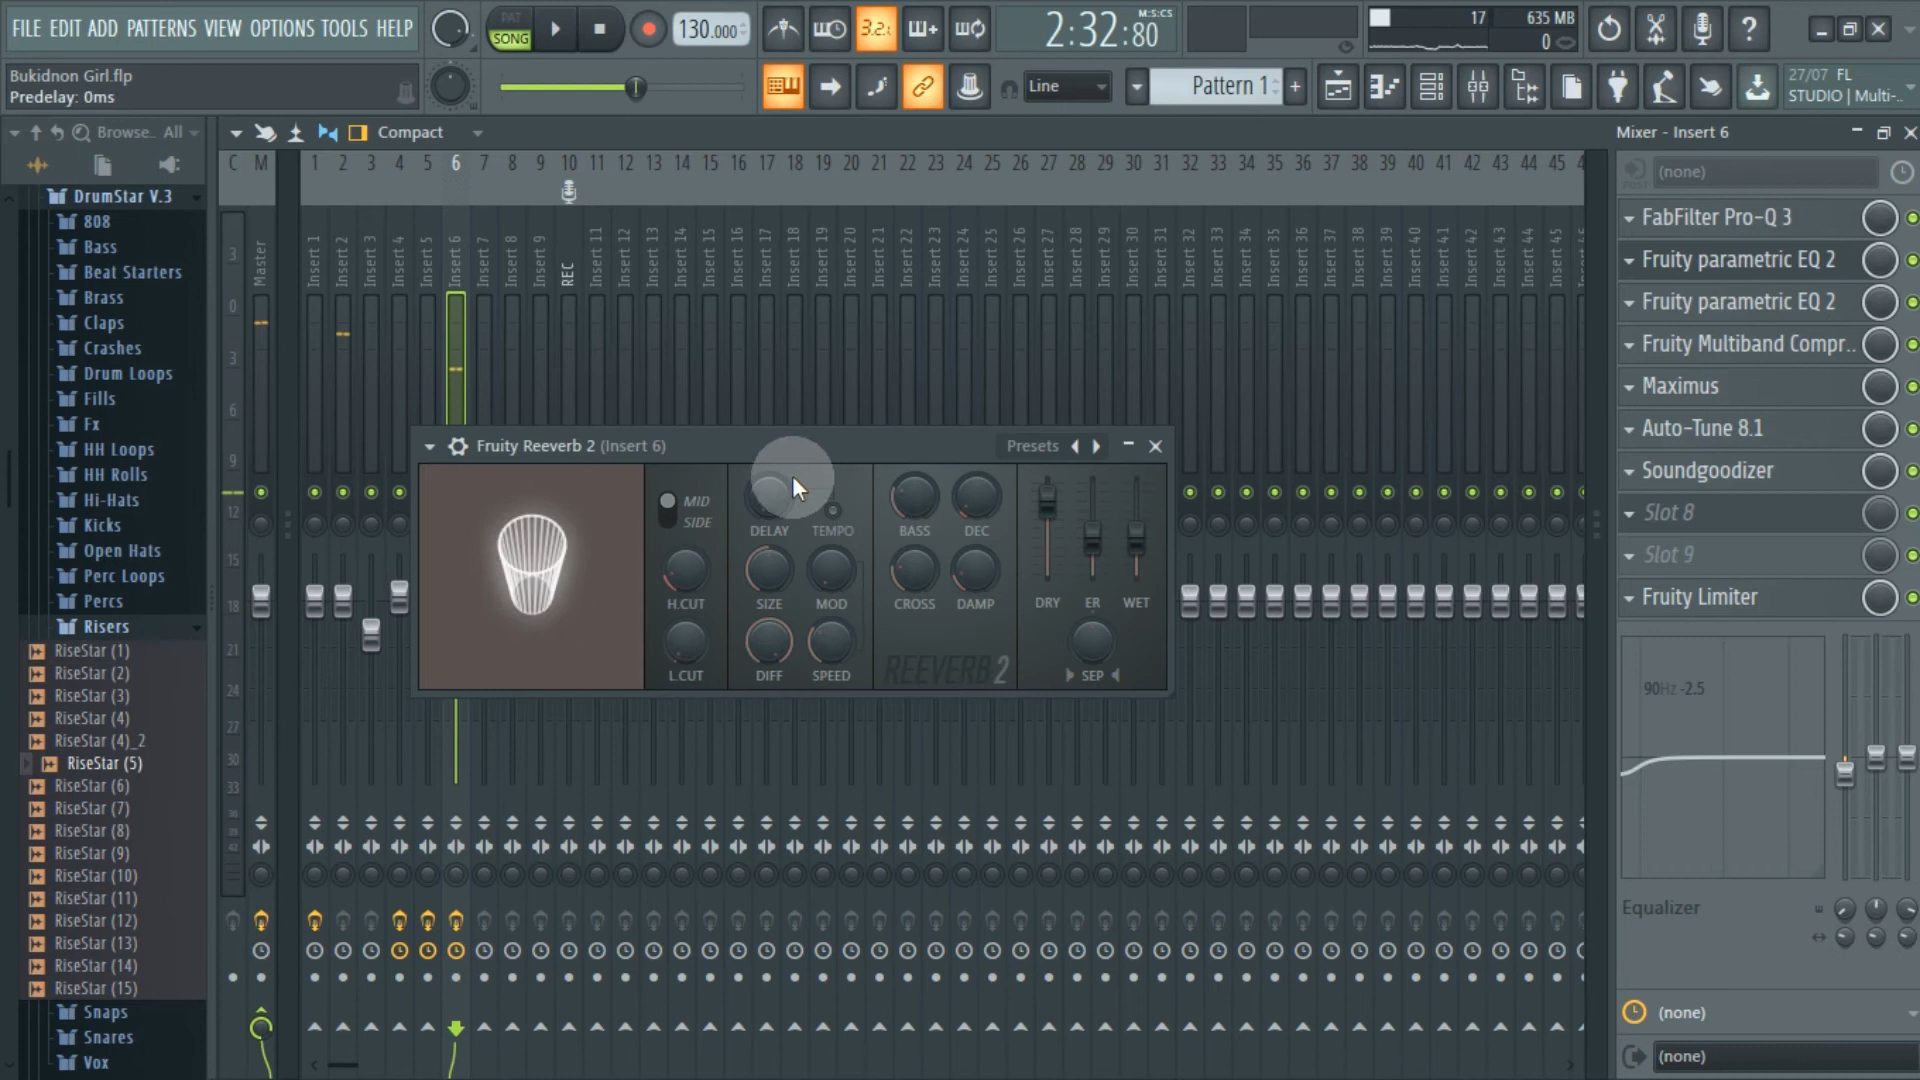 FILE EDIT ADD PATTERNS VIEW OPTIONS TOOLS HELP
PAT
SONG
130.000
3.2.
2:32:80
M:S:CS
17
635 MB
0
Bukidnon Girl.flp
Predelay: 0ms
Line
Pattern 1
27/07 FL
STUDIO | Multi-..
Browse.. All
Compact
Mixer - Insert 6
C M 1 2 3 4 5 6 7 8 9 10 11 12 13 14 15 16 17 18 19 20 21 22 23 24 25 26 27 28 29 30 31 32 33 34 35 36 37 38 39 40 41 42 43 44 45
Master
Insert 1
Insert 2
Insert 3
Insert 4
Insert 5
Insert 6
Insert 7
Insert 8
Insert 9
REC
Insert 11
Insert 12
Insert 13
Insert 14
Insert 15
Insert 16
Insert 17
Insert 18
Insert 19
Insert 20
Insert 21
Insert 22
Insert 23
Insert 24
Insert 25
Insert 26
Insert 27
Insert 28
Insert 29
Insert 30
Insert 31
Insert 32
Insert 33
Insert 34
Insert 35
Insert 36
Insert 37
Insert 38
Insert 39
Insert 40
Insert 41
Insert 42
Insert 43
Insert 44
Insert 45
3
0
3
6
9
12
15
18
21
24
27
30
33
DrumStar V.3
808
Bass
Beat Starters
Brass
Claps
Crashes
Drum Loops
Fills
Fx
HH Loops
HH Rolls
Hi-Hats
Kicks
Open Hats
Perc Loops
Percs
Risers
RiseStar (1)
RiseStar (2)
RiseStar (3)
RiseStar (4)
RiseStar (4)_2
RiseStar (5)
RiseStar (6)
RiseStar (7)
RiseStar (8)
RiseStar (9)
RiseStar (10)
RiseStar (11)
RiseStar (12)
RiseStar (13)
RiseStar (14)
RiseStar (15)
Snaps
Snares
Vox
Fruity Reeverb 2 (Insert 6)
Presets
MID
SIDE
DELAY TEMPO
BASS DEC
H.CUT SIZE MOD CROSS DAMP
DRY ER WET
L.CUT DIFF SPEED
REEVERB 2
SEP
(none)
FabFilter Pro-Q 3
Fruity parametric EQ 2
Fruity parametric EQ 2
Fruity Multiband Compr..
Maximus
Auto-Tune 8.1
Soundgoodizer
Slot 8
Slot 9
Fruity Limiter
90Hz -2.5
Equalizer
(none)
(none)